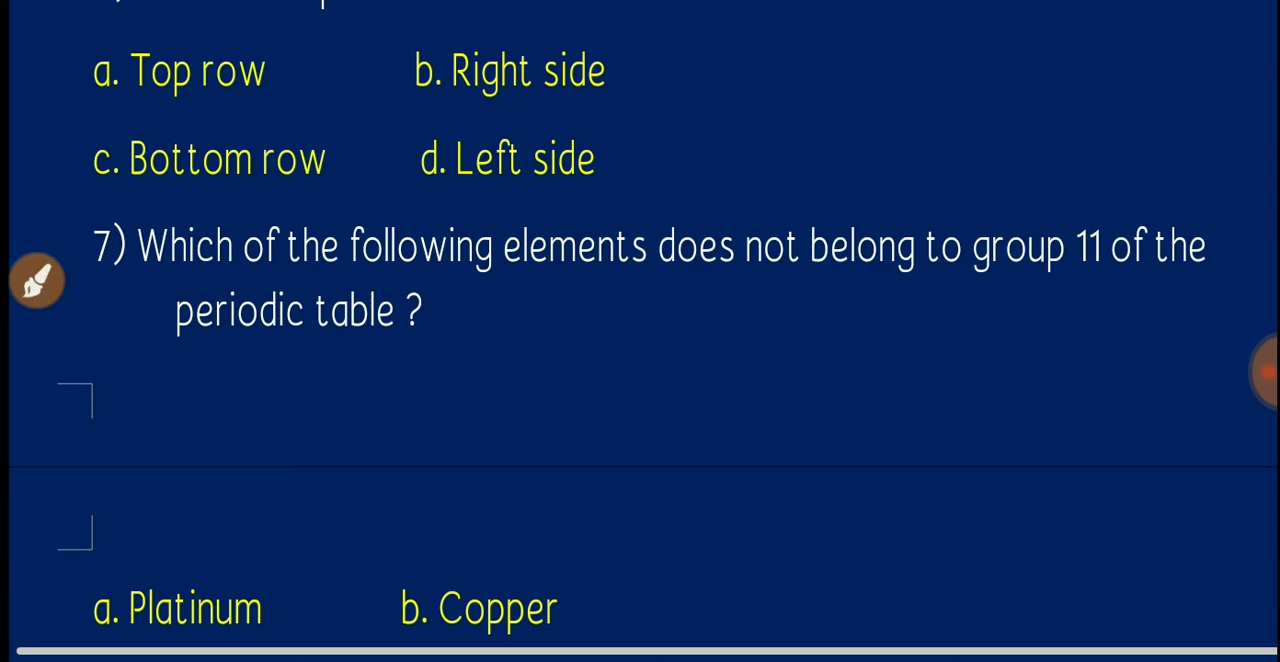 a. Top row b. Right side
c. Bottom row d. Left side
7) Which of the following elements does not belong to group 11 of the
periodic table ?
a. Platinum b. Copper